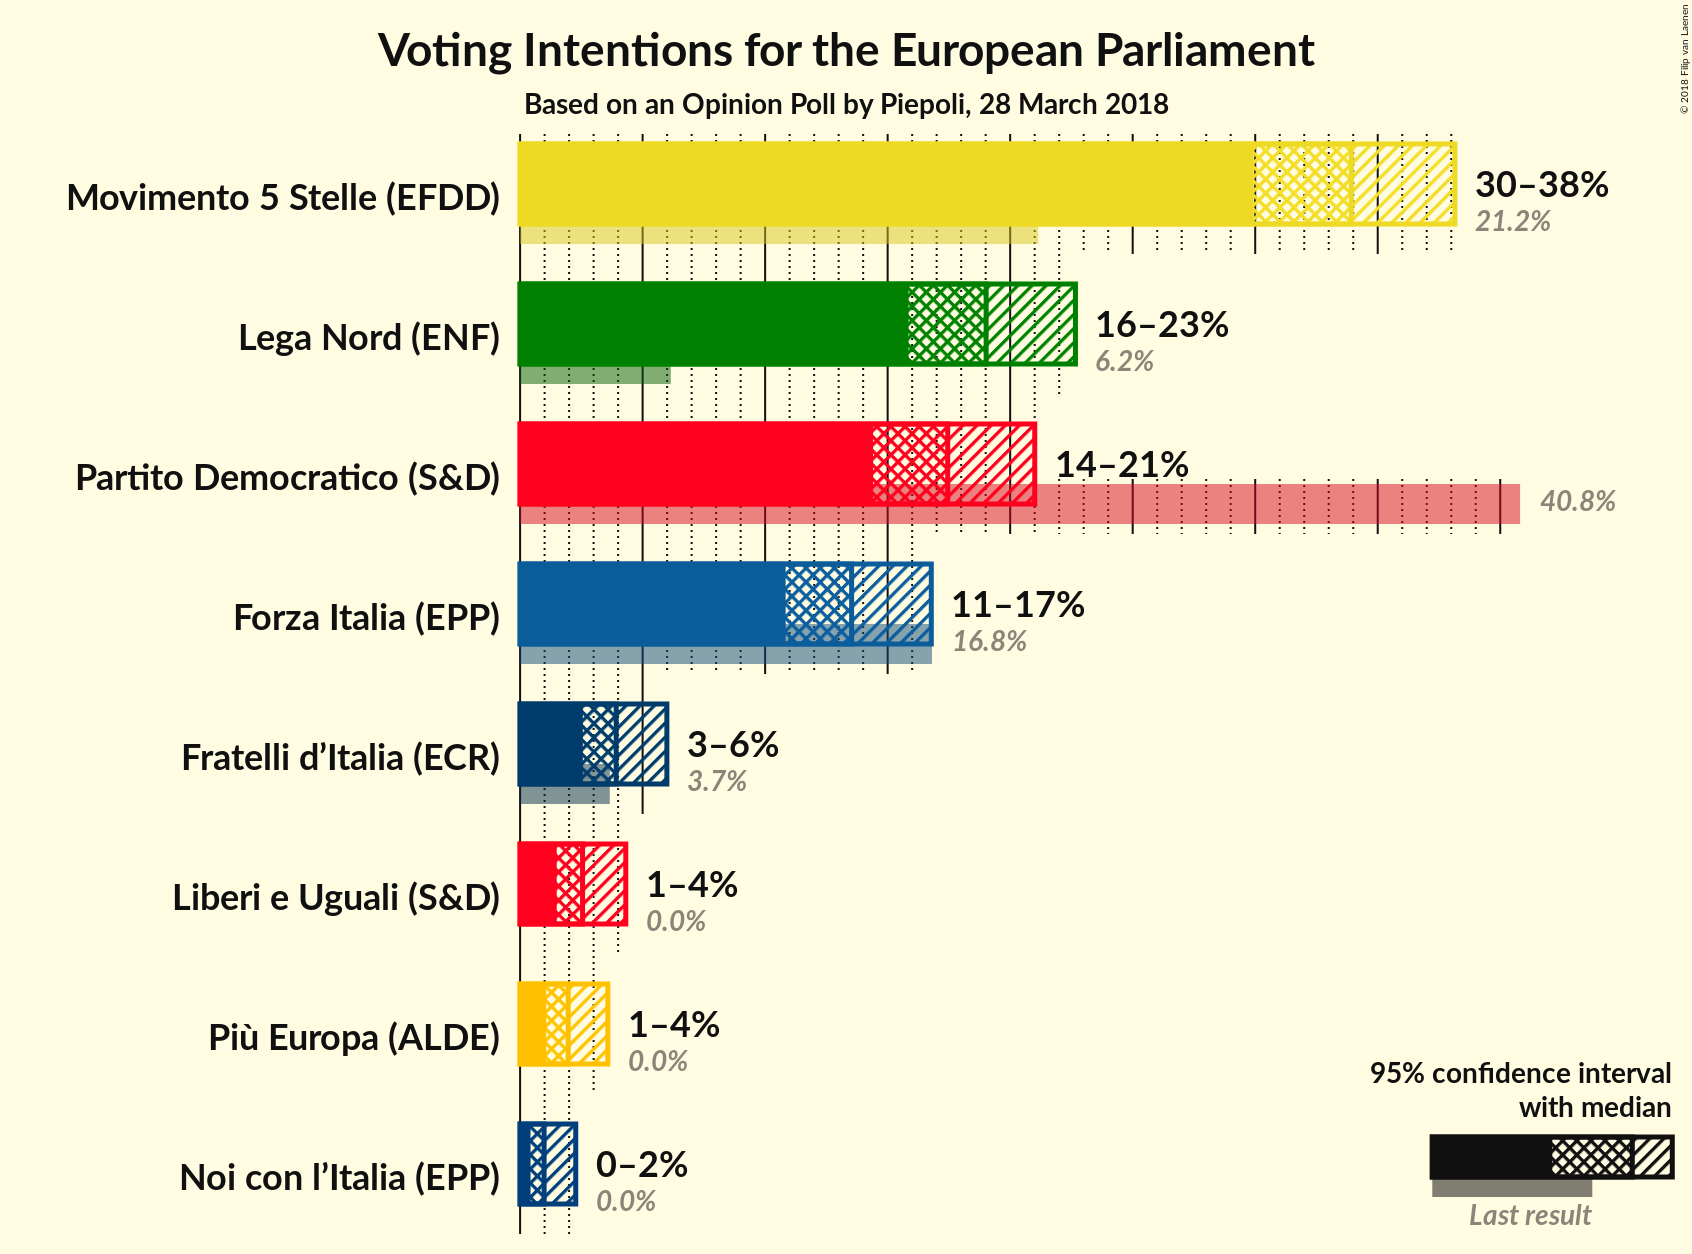 Voting Intentions for the European Parliament
Based on an Opinion Poll by Piepoli, 28 March 2018
© 2018 Filip van Laenen
Movimento 5 Stelle (EFDD)
30–38%
21.2%
Lega Nord (ENF)
16–23%
6.2%
Partito Democratico (S&D)
14–21%
40.8%
Forza Italia (EPP)
11–17%
16.8%
Fratelli d’Italia (ECR)
3–6%
3.7%
Liberi e Uguali (S&D)
1–4%
0.0%
Più Europa (ALDE)
1–4%
0.0%
Noi con l’Italia (EPP)
0–2%
0.0%
95% confidence interval
with median
Last result